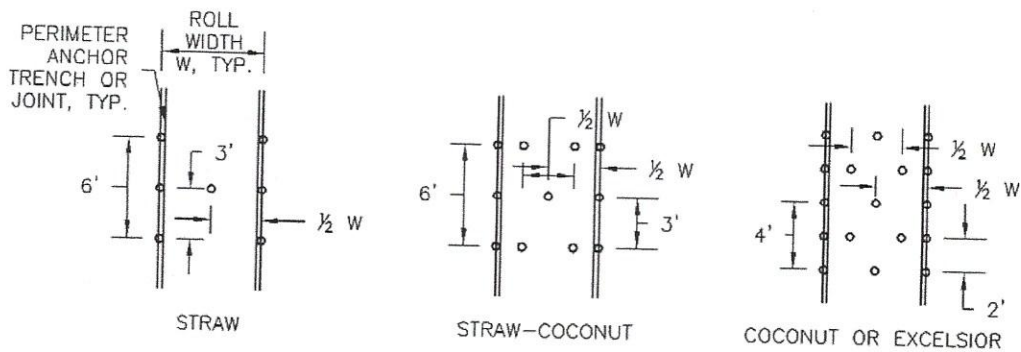 PERIMETER
ANCHOR
TRENCH OR
JOINT, TYP.
ROLL
WIDTH
W, TYP.
6'
3'
½ W
STRAW
½ W
½ W
6'
3'
STRAW-COCONUT
½ W
½ W
4'
2'
COCONUT OR EXCELSIOR